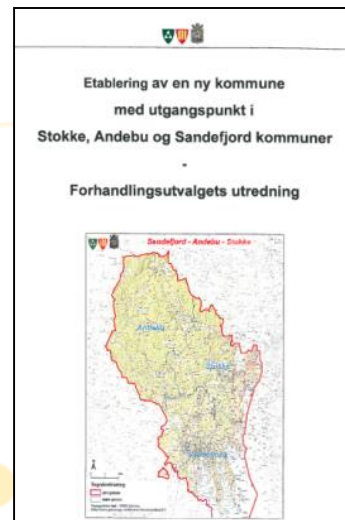 Etablering av en ny kommune
med utgangspunkt i
Stokke, Andebu og Sandefjord kommuner
-
Forhandlingsutvalgets utredning
Sandefjord - Andebu - Stokke
Andebu
Stokke
Sandefjord